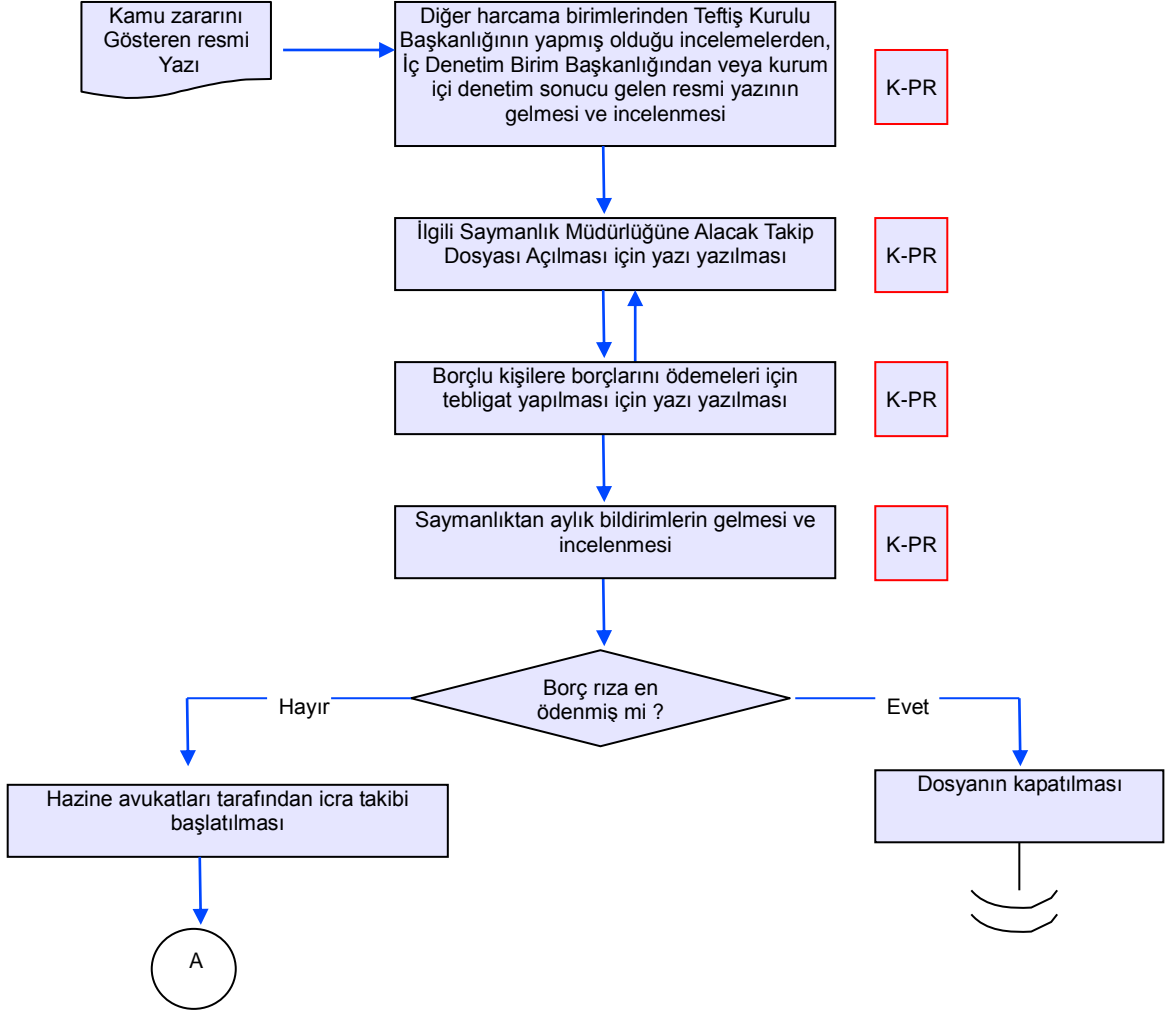 Kamu zararını
Gösteren resmi
Yazı
Diğer harcama birimlerinden Teftiş Kurulu
Başkanlığının yapmış olduğu incelemelerden,
İç Denetim Birim Başkanlığından veya kurum
içi denetim sonucu gelen resmi yazının
gelmesi ve incelenmesi
K-PR
İlgili Saymanlık Müdürlüğüne Alacak Takip
Dosyası Açılması için yazı yazılması
K-PR
Borçlu kişilere borçlarını ödemeleri için
tebligat yapılması için yazı yazılması
K-PR
Saymanlıktan aylık bildirimlerin gelmesi ve
incelenmesi
K-PR
Borç rıza en
ödenmiş mi ?
Hayır
Evet
Hazine avukatları tarafından icra takibi
başlatılması
Dosyanın kapatılması
A